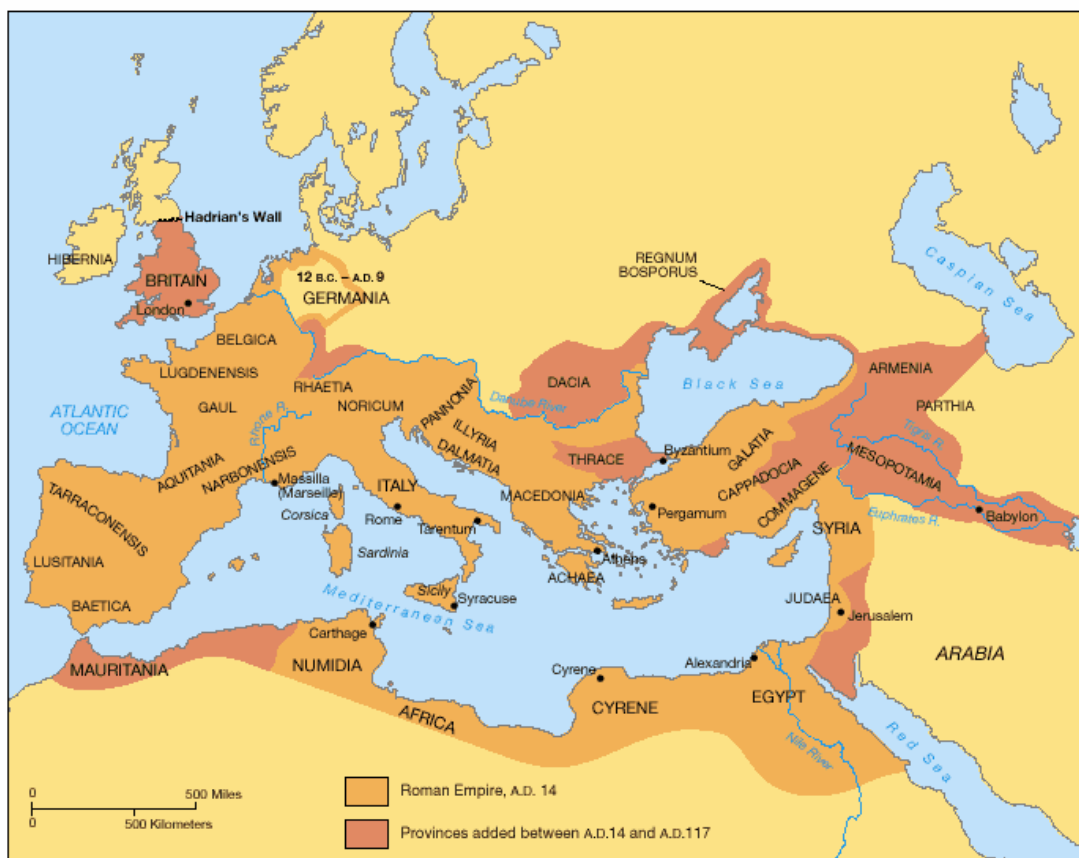 Hadrian's Wall
HIBERNIA
BRITAIN
London
12 B.C. – A.D. 9
GERMANIA
REGNUM
BOSPORUS
Caspian Sea
BELGICA
LUGDENENSIS
RHAETIA
DACIA
Black Sea
ARMENIA
ATLANTIC
OCEAN
GAUL
Rhone R.
NORICUM
PANNONIA
Danube River
PARTHIA
Tigris R.
ILLYRIA
DALMATIA
AQUITANIA
NARBONENSIS
THRACE
Byzantium
GALATIA
CAPPADOCIA
COMMAGENE
MESOPOTAMIA
Massilla
(Marseille)
Corsica
ITALY
Rome
Tarentum
MACEDONIA
Pergamum
Euphrates R.
Babylon
TARRACONENSIS
SYRIA
Sardinia
LUSITANIA
Athens
ACHAEA
BAETICA
Sicily
Syracuse
Mediterranean Sea
JUDAEA
Jerusalem
Carthage
MAURITANIA
NUMIDIA
Cyrene
Alexandria
ARABIA
AFRICA
CYRENE
EGYPT
Nile River
Red Sea
0 500 Miles
0 500 Kilometers
Roman Empire, A.D. 14
Provinces added between A.D.14 and A.D.117